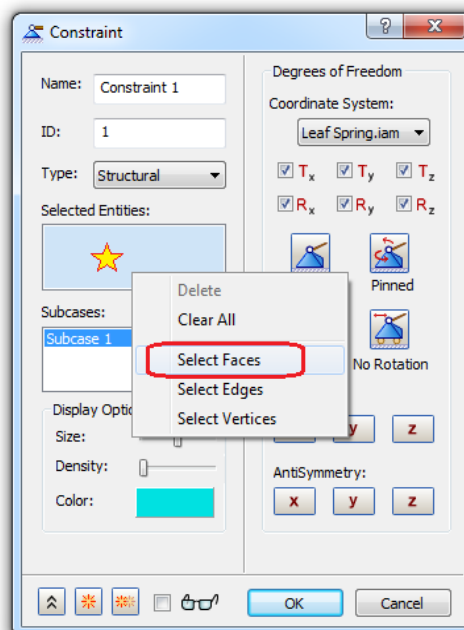 Constraint
Name: Constraint 1
ID: 1
Type: Structural
Selected Entities:
Delete
Clear All
Select Faces
Select Edges
Select Vertices
Subcases:
Subcase 1
Display
Size:
Density:
Color:
Degrees of Freedom
Coordinate System:
Leaf Spring.iam
Tx Ty Tz
Rx Ry Rz
Pinned
No Rotation
y z
AntiSymmetry:
x y z
OK Cancel